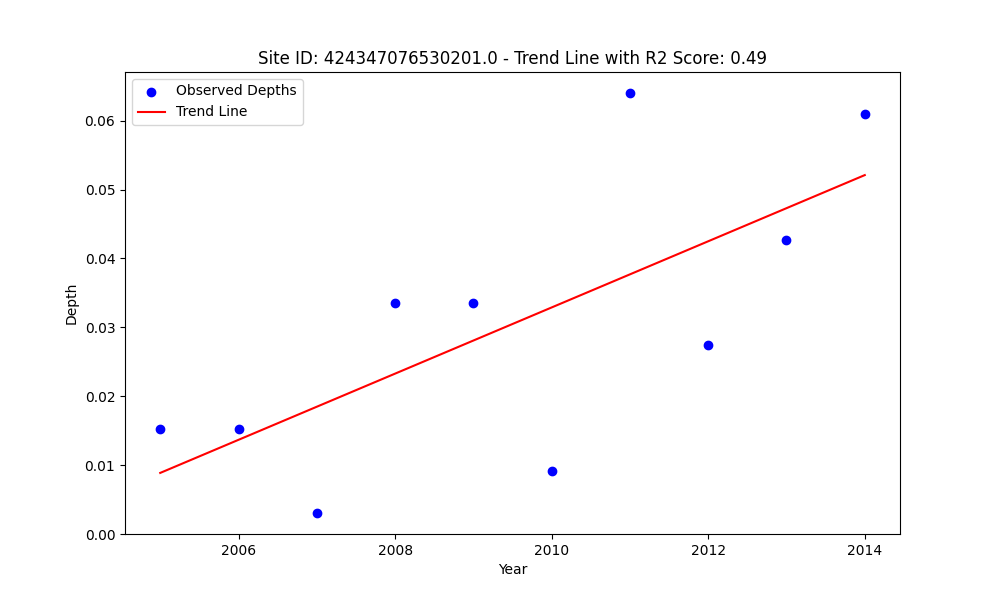 Site ID: 424347076530201.0 - Trend Line with R2 Score: 0.49
Observed Depths
Trend Line
Depth
0.06
0.05
0.04
0.03
0.02
0.01
0.00
2006 2008 2010 2012 2014
Year